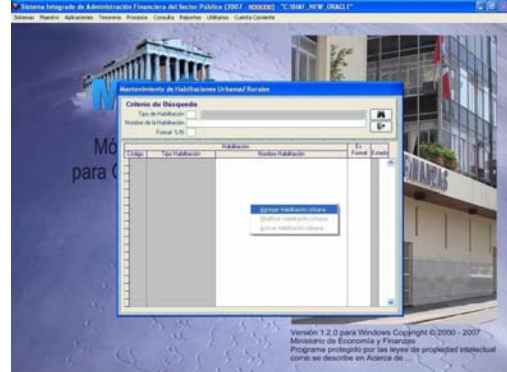 Sistema Integrado de Administración Financiera del Sector Público (2007 "C:\SIAF_NEW_ORACLE\"
Sistemas Maestro Aplicaciones Tesorería Procesos Consulta Reportes Utilitarios Cuenta Corriente
Mantenimiento de Habilitaciones Urbanas/ Rurales
Criterio de Búsqueda
Tipo de Habilitación:
Nombre de la Habilitación:
Formal S/N:
Habilitación
Código Tipo Habilitación Nombre Habilitación Es Formal Estado
Agregar Habilitación Urbana
Modificar Habilitación Urbana
Activar Habilitación Urbana
Mó
para
FINANZAS
Versión 1.2.0 para Windows Copyright © 2000 - 2007
Ministerio de Economía y Finanzas
Programa protegido por las leyes de propiedad intelectual
como se describe en Acerca de ...